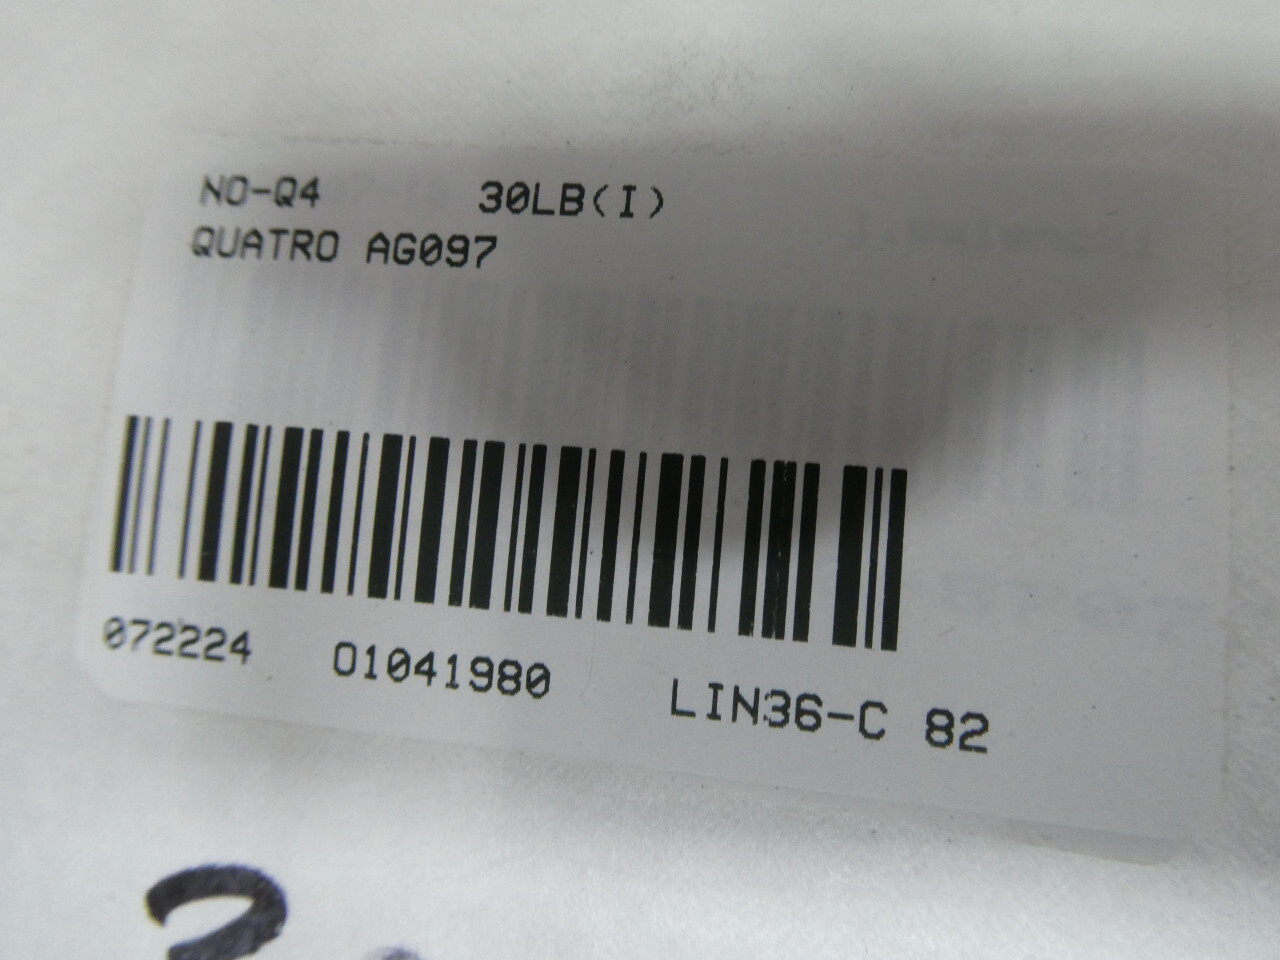 NO-Q4 30LB(I)
QUATRO AG097
072224 01041980 LIN36-C 82